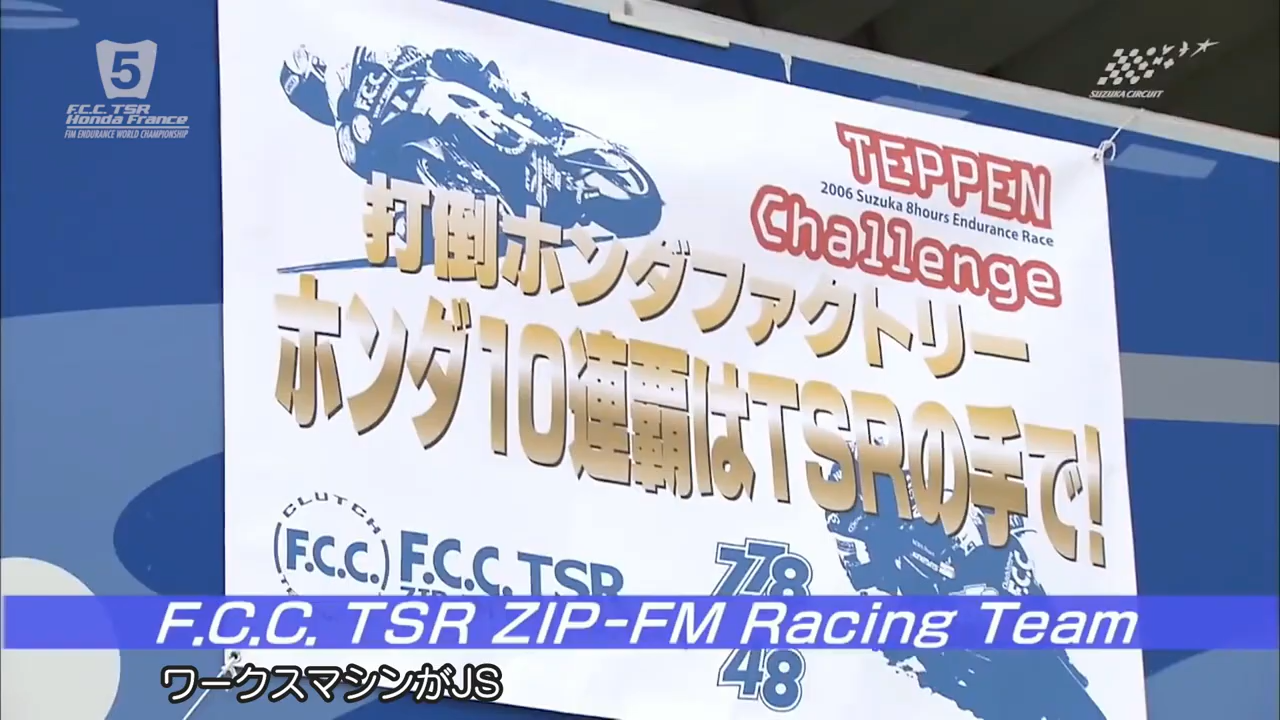 5
F.C.C. TSR
Honda France
FIM ENDURANCE WORLD CHAMPIONSHIP
SUZUKA CIRCUIT
TEPPEN
2006 Suzuka 8hours Endurance Race
Challenge
打倒ホンダファクトリー
ホンダ10連覇はTSRの手で!
CLUTCH
F.C.C.
F.C.C. TSR
778
F.C.C. TSR ZIP-FM Racing Team
48
ワークスマシンがJS